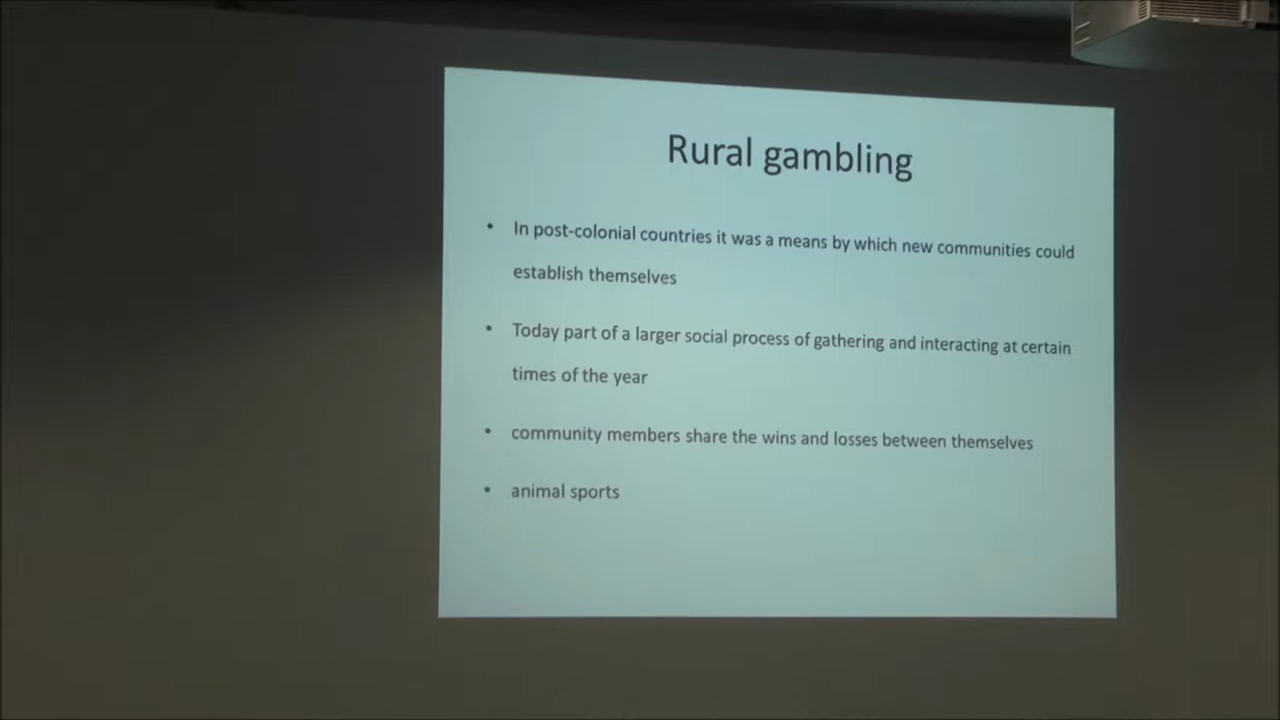 Rural gambling
• In post-colonial countries it was a means by which new communities could
establish themselves
• Today part of a larger social process of gathering and interacting at certain
times of the year
• community members share the wins and losses between themselves
• animal sports